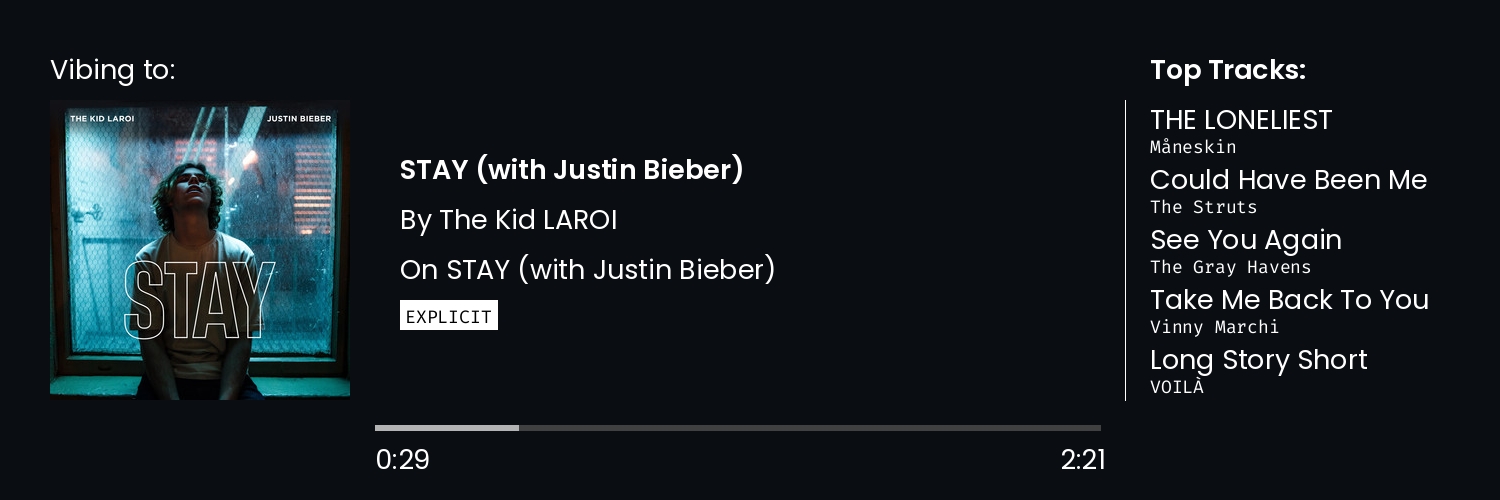 Vibing to:
THE KID LAROI
JUSTIN BIEBER
STAY
STAY (with Justin Bieber)
By The Kid LAROI
On STAY (with Justin Bieber)
EXPLICIT
0:29
2:21
Top Tracks:
THE LONELIEST
Måneskin
Could Have Been Me
The Struts
See You Again
The Gray Havens
Take Me Back To You
Vinny Marchi
Long Story Short
VOILÀ